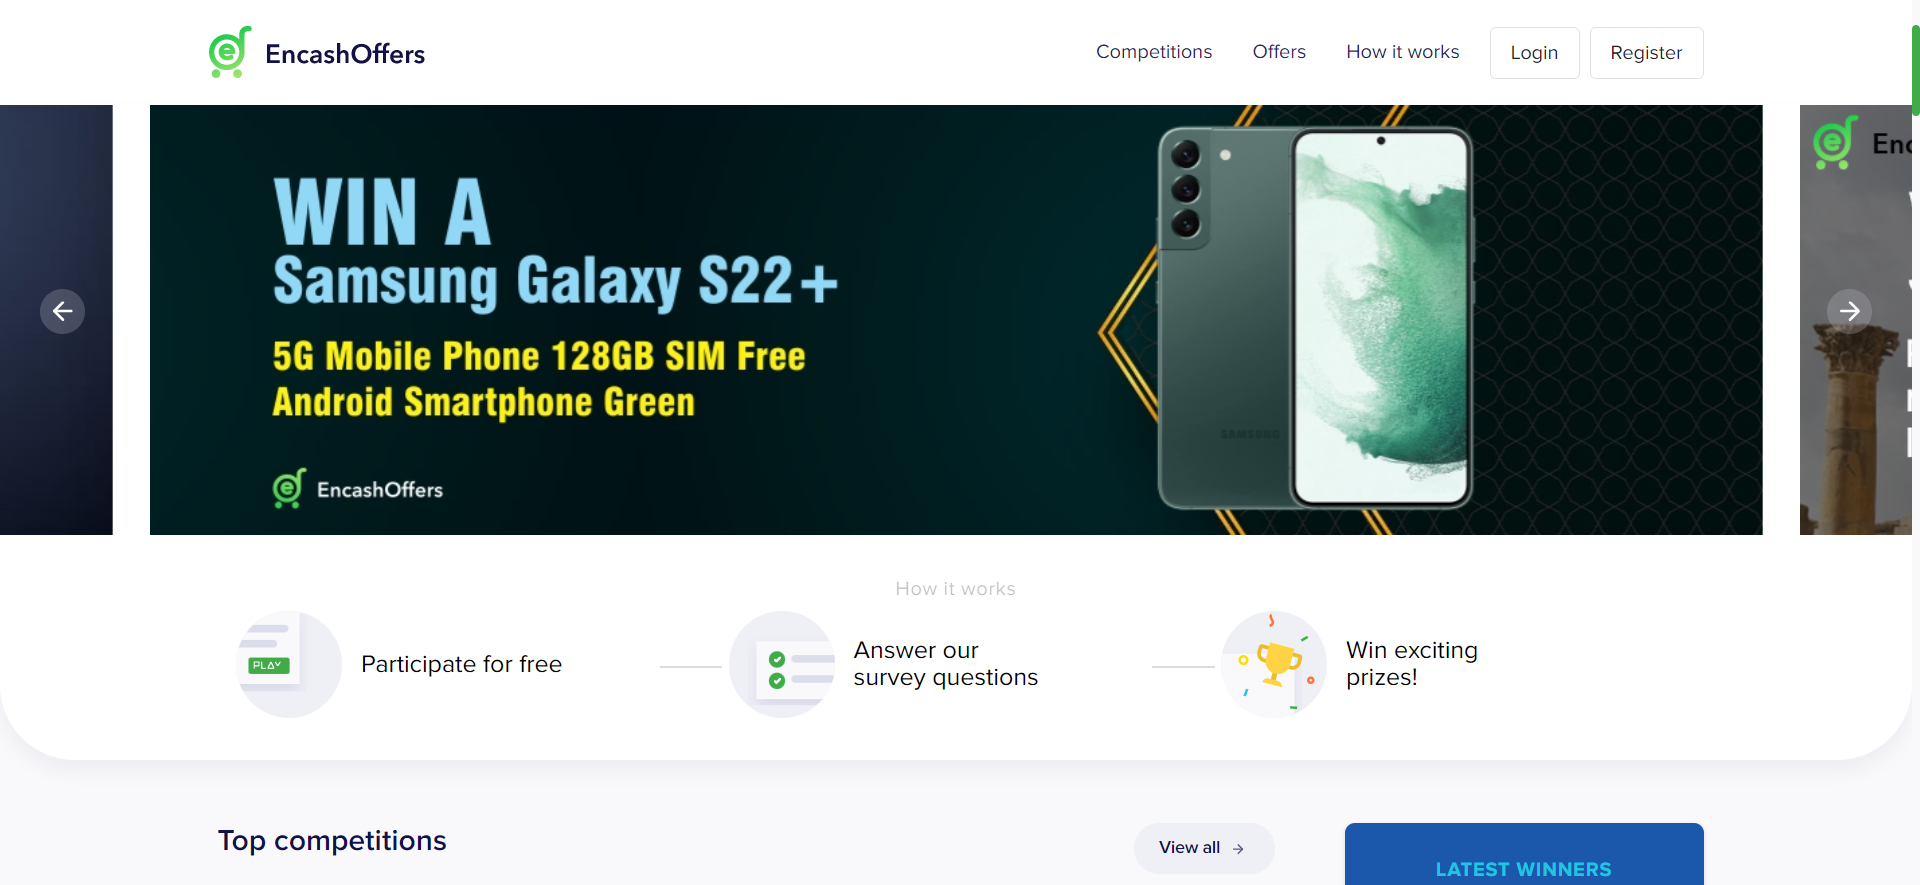 EncashOffers
Competitions
Offers
How it works
Login
Register
WIN A
Samsung Galaxy S22+
5G Mobile Phone 128GB SIM Free
Android Smartphone Green
EncashOffers
SAMSUNG
How it works
PLAY
Participate for free
Answer our
survey questions
Win exciting
prizes!
Top competitions
View all
LATEST WINNERS